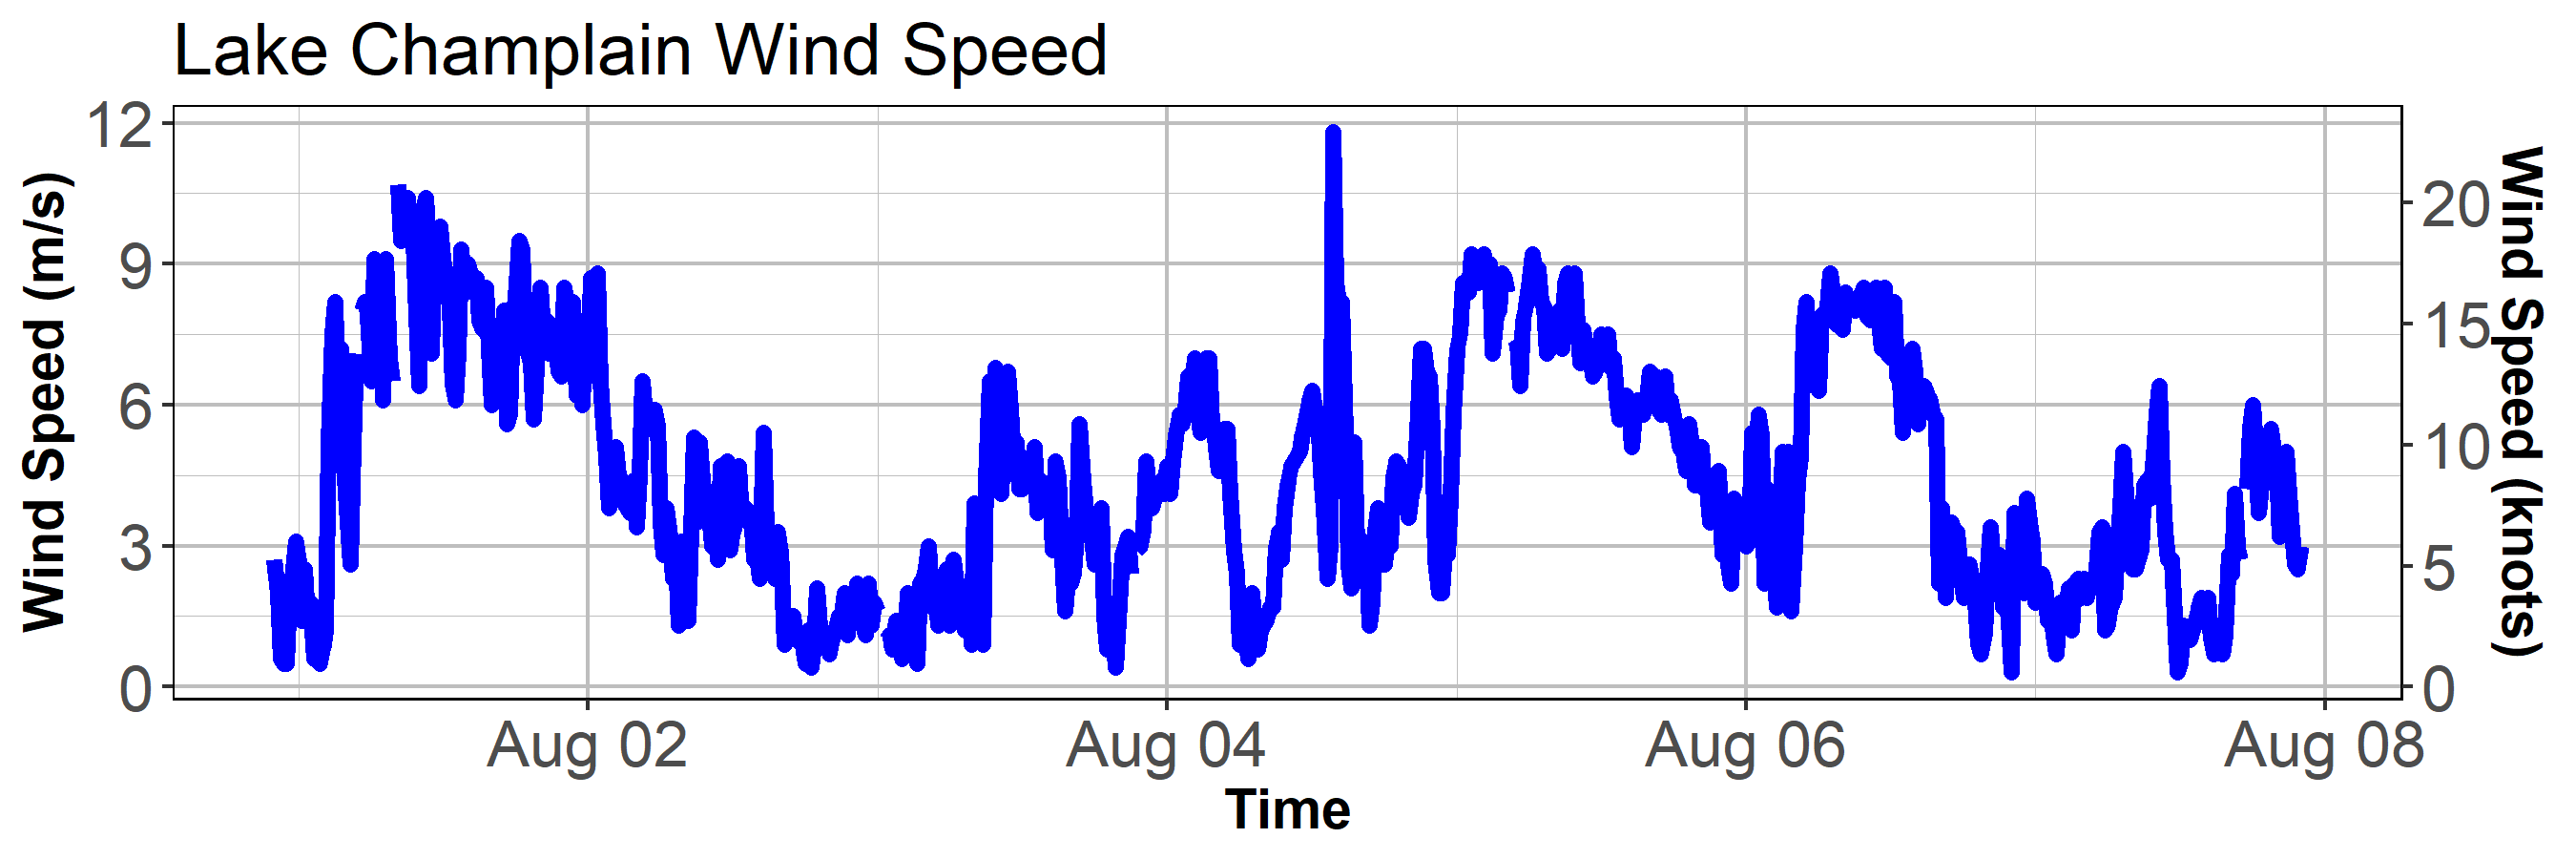 Lake Champlain Wind Speed
Wind Speed (m/s)
12
9
6
3
0
20
15
10
5
0
Wind Speed (knots)
Aug 02
Aug 04
Aug 06
Aug 08
Time